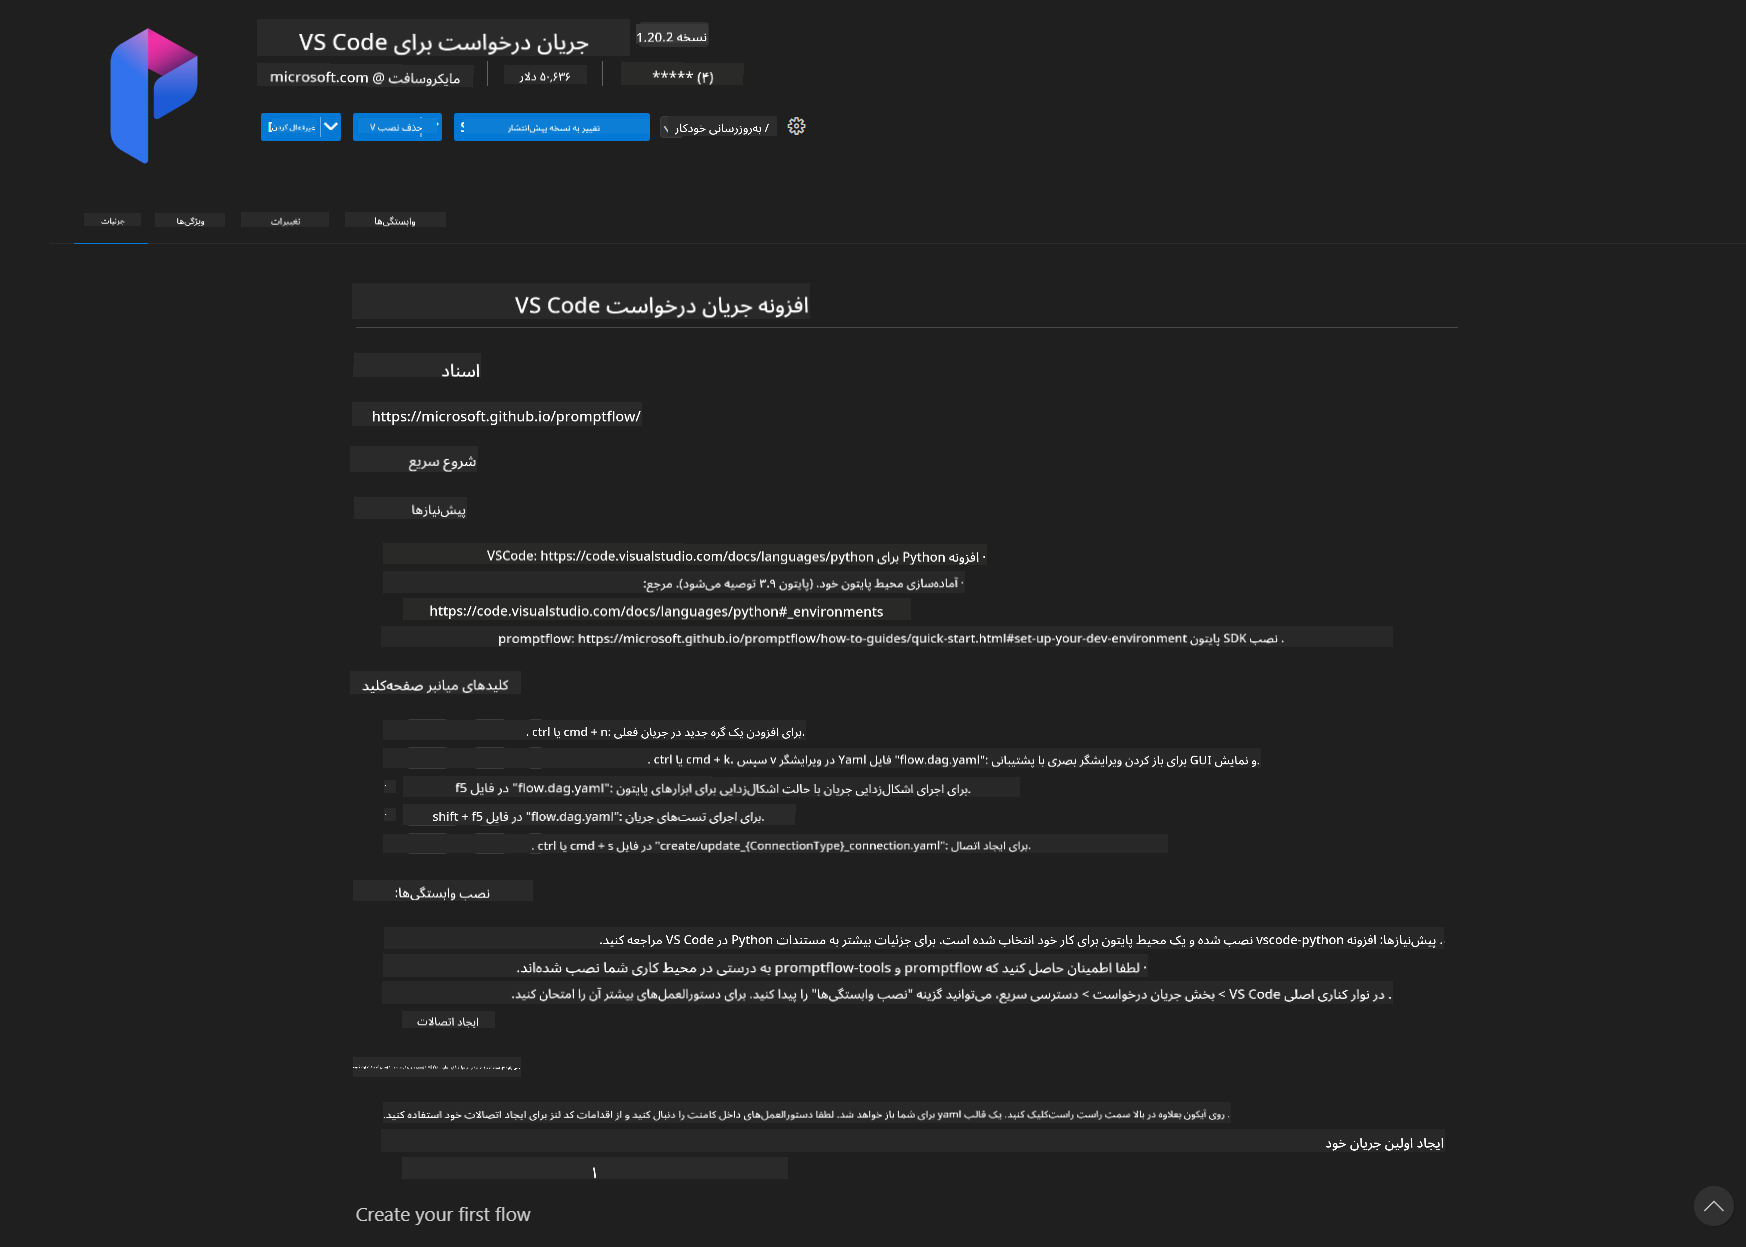 جریان درخواست برای VS Code
نسخه 1.20.2
مایکروسافت @ microsoft.com
۵۰,۶۳۶ دلار
***** (۴)
غیرفعال کردن
حذف نصب V
تغییر به نسخه پیش‌انتشار
/ به‌روزرسانی خودکار
جزئیات
ویژگی‌ها
تغییرات
وابستگی‌ها
افزونه جریان درخواست VS Code
اسناد
https://microsoft.github.io/promptflow/
شروع سریع
پیش‌نیازها
· افزونه Python برای VSCode: https://code.visualstudio.com/docs/languages/python
· آماده‌سازی محیط پایتون خود. (پایتون ۳.۹ توصیه می‌شود). مرجع:
https://code.visualstudio.com/docs/languages/python#_environments
. نصب SDK پایتون promptflow: https://microsoft.github.io/promptflow/how-to-guides/quick-start.html#set-up-your-dev-environment
کلیدهای میانبر صفحه‌کلید
. ctrl یا cmd + n: برای افزودن یک گره جدید در جریان فعلی.
. ctrl یا cmd + k، سپس v در ویرایشگر Yaml فایل "flow.dag.yaml": برای باز کردن ویرایشگر بصری با پشتیبانی GUI و نمایش.
· f5 در فایل "flow.dag.yaml": برای اجرای اشکال‌زدایی جریان با حالت اشکال‌زدایی برای ابزارهای پایتون.
· shift + f5 در فایل "flow.dag.yaml": برای اجرای تست‌های جریان.
. ctrl یا cmd + s در فایل "create/update_{ConnectionType}_connection.yaml": برای ایجاد اتصال.
نصب وابستگی‌ها:
. پیش‌نیازها: افزونه vscode-python نصب شده و یک محیط پایتون برای کار خود انتخاب شده است. برای جزئیات بیشتر به مستندات Python در VS Code مراجعه کنید.
· لطفا اطمینان حاصل کنید که promptflow و promptflow-tools به درستی در محیط کاری شما نصب شده‌اند.
. در نوار کناری اصلی VS Code > بخش جریان درخواست > دسترسی سریع، می‌توانید گزینه "نصب وابستگی‌ها" را پیدا کنید. برای دستورالعمل‌های بیشتر آن را امتحان کنید.
ایجاد اتصالات
. روی آیکون بعلاوه در بالا سمت راست راست‌کلیک کنید. یک قالب yaml برای شما باز خواهد شد. لطفا دستورالعمل‌های داخل کامنت را دنبال کنید و از اقدامات کد لنز برای ایجاد اتصالات خود استفاده کنید.
ایجاد اولین جریان خود
۱
Create your first flow